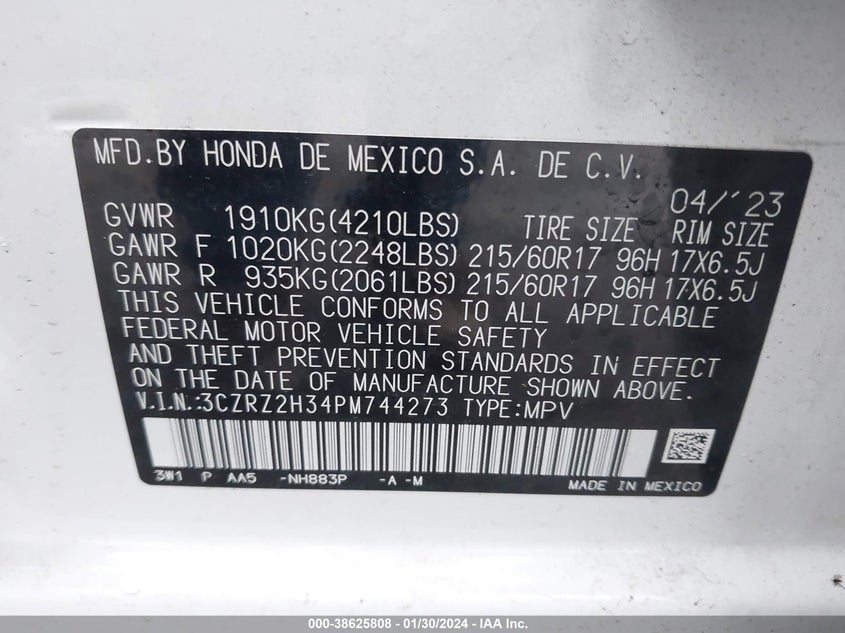 MFD.BY HONDA DE MEXICO S.A. DE C.V.
04/'23
GVWR 1910KG(4210LBS) TIRE SIZE RIM SIZE
GAWR F 1020KG(2248LBS) 215/60R17 96H 17X6.5J
GAWR R 935KG(2061LBS) 215/60R17 96H 17X6.5J
THIS VEHICLE CONFORMS TO ALL APPLICABLE
FEDERAL MOTOR VEHICLE SAFETY
AND THEFT PREVENTION STANDARDS IN EFFECT
ON THE DATE OF MANUFACTURE SHOWN ABOVE.
V.I.N.:3CZRZ2H34PM744273 TYPE:MPV
3W1 P AA5 -NH883P -A -M
MADE IN MEXICO
000-38625808 - 01/30/2024 - IAA Inc.